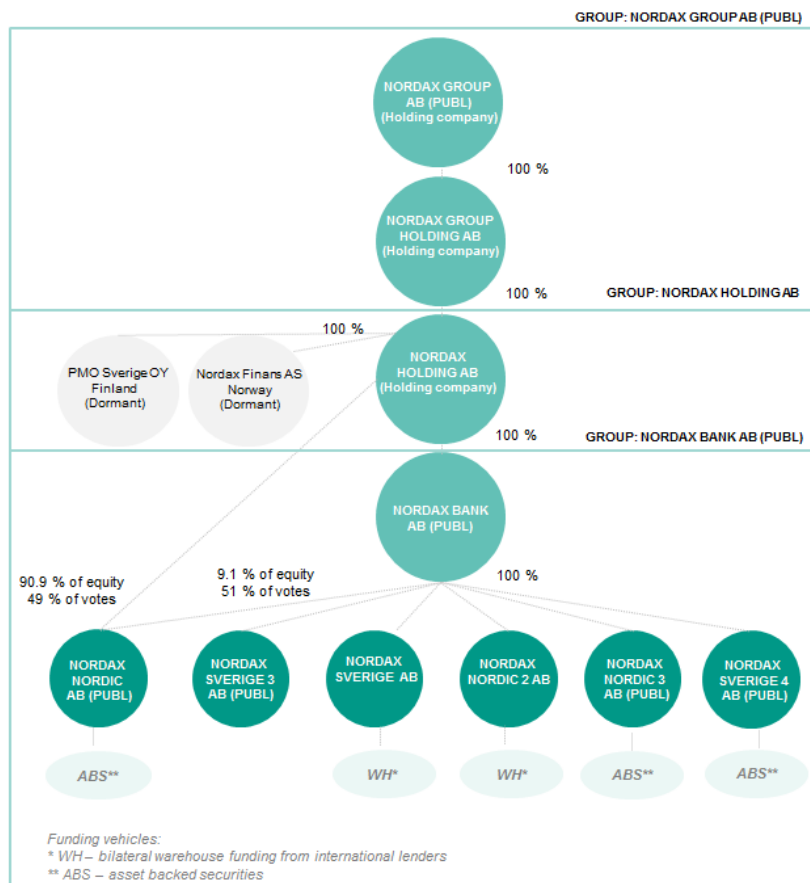 GROUP: NORDAX GROUP AB (PUBL)
NORDAX GROUP
AB (PUBL)
(Holding company)
100 %
NORDAX GROUP
HOLDING AB
(Holding company)
100 %
GROUP: NORDAX HOLDING AB
100 %
PMO Sverige OY
Finland
(Dormant)
Nordax Finans AS
Norway
(Dormant)
NORDAX
HOLDING AB
(Holding company)
100 %
GROUP: NORDAX BANK AB (PUBL)
NORDAX BANK
AB (PUBL)
90.9 % of equity
49 % of votes
9.1 % of equity
51 % of votes
100 %
NORDAX
NORDIC
AB (PUBL)
NORDAX
SVERIGE 3
AB (PUBL)
NORDAX
SVERIGE AB
NORDAX
NORDIC 2 AB
NORDAX
NORDIC 3
AB (PUBL)
NORDAX
SVERIGE 4
AB (PUBL)
ABS**
WH*
WH*
ABS**
ABS**
Funding vehicles:
* WH – bilateral warehouse funding from international lenders
** ABS – asset backed securities